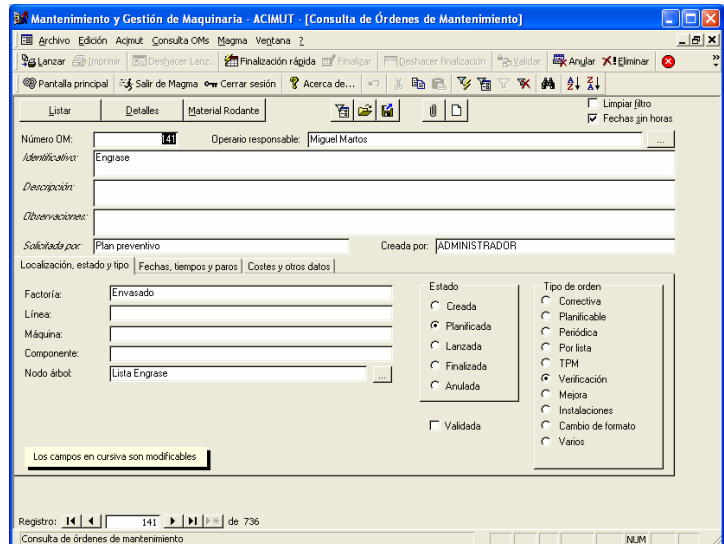 Mantenimiento y Gestión de Maquinaria - ACIMUT - [Consulta de Órdenes de Mantenimiento]
Archivo Edición Acimut Consulta OMs Magma Ventana ?
Lanzar Imprimir Deshacer Lanz. Finalización rápida Finalizar Deshacer finalización Validar Anular Eliminar
Pantalla principal Salir de Magma Cerrar sesión Acerca de...
Listar Detalles Material Rodante Limpiar filtro
Fechas sin horas
Número OM: 141 Operario responsable: Miguel Martos ...
Identificativo: Engrase
Descripción:
Observaciones:
Solicitada por: Plan preventivo Creada por: ADMINISTRADOR
Localización, estado y tipo Fechas, tiempos y paros Costes y otros datos
Factoría: Envasado
Línea:
Máquina:
Componente:
Nodo árbol: Lista Engrase ...
Estado
Creada
Planificada
Lanzada
Finalizada
Anulada
Validada
Tipo de orden
Correctiva
Planificable
Periódica
Por lista
TPM
Verificación
Mejora
Instalaciones
Cambio de formato
Varios
Los campos en cursiva son modificables
Registro: 141 de 736
Consulta de órdenes de mantenimiento NUM